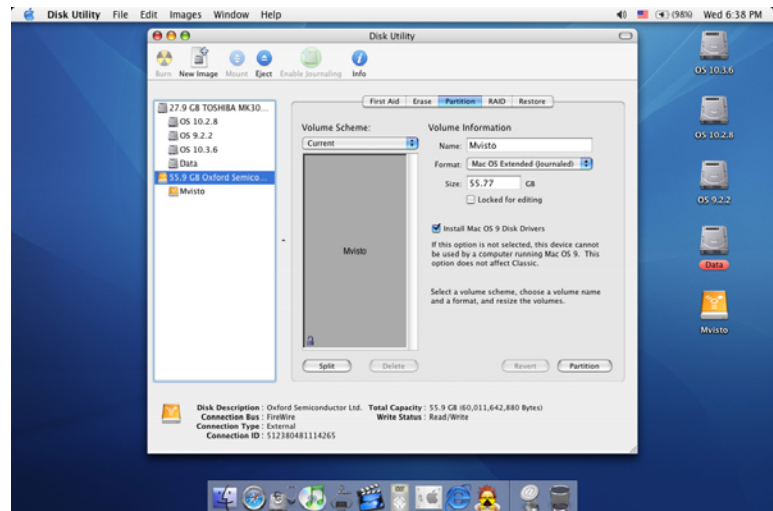 Disk Utility File Edit Images Window Help
(98%) Wed 6:38 PM
Disk Utility
Burn New Image Mount Eject Enable Journaling Info
First Aid Erase Partition RAID Restore
27.9 GB TOSHIBA MK30...
OS 10.2.8
OS 9.2.2
OS 10.3.6
Data
55.9 GB Oxford Semico...
Mvisto
Volume Scheme:
Current
Mvisto
Split Delete
Volume Information
Name: Mvisto
Format: Mac OS Extended (Journaled)
Size: 55.77 GB
Locked for editing
Install Mac OS 9 Disk Drivers
If this option is not selected, this device cannot
be used by a computer running Mac OS 9. This
option does not affect Classic.
Select a volume scheme, choose a volume name
and a format, and resize the volumes.
Revert Partition
Disk Description : Oxford Semiconductor Ltd. Total Capacity : 55.9 GB (60,011,642,880 Bytes)
Connection Bus : FireWire Write Status : Read/Write
Connection Type : External
Connection ID : 512380481114265
OS 10.3.6
OS 10.2.8
OS 9.2.2
Data
Mvisto